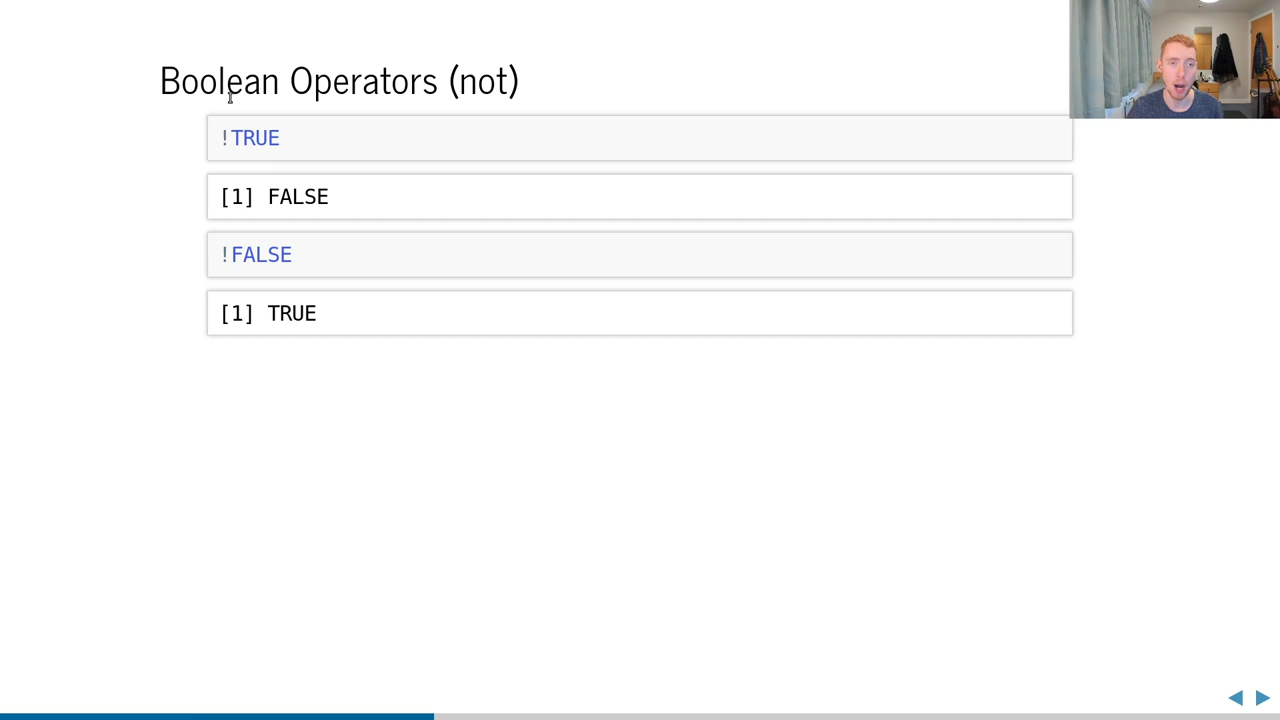 Boolean Operators (not)
!TRUE
[1] FALSE
!FALSE
[1] TRUE